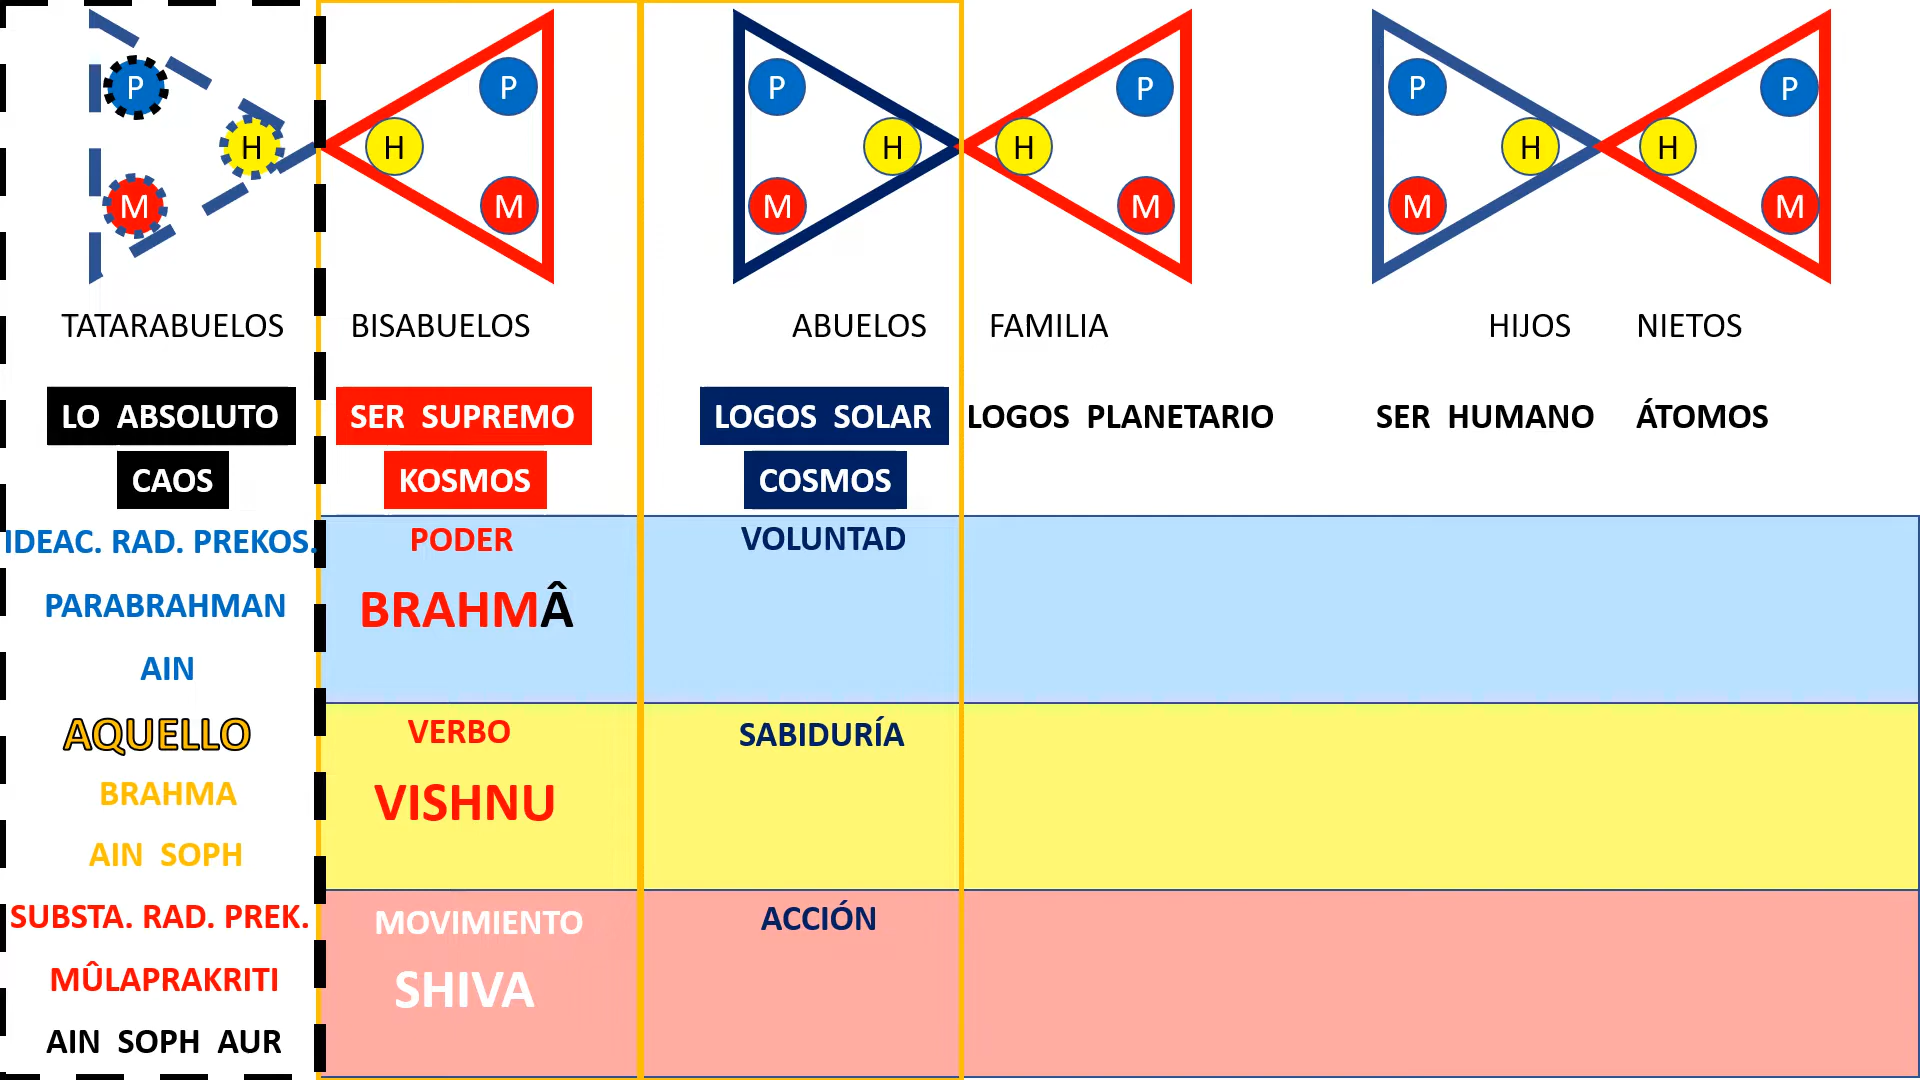 P P P P P P
H H H H H H
M M M M M M
TATARABUELOS BISABUELOS ABUELOS FAMILIA HIJOS NIETOS
LO ABSOLUTO SER SUPREMO LOGOS SOLAR LOGOS PLANETARIO SER HUMANO ÁTOMOS
CAOS KOSMOS COSMOS
IDEAC. RAD. PREKOS. PODER VOLUNTAD
PARABRAHMAN BRAHMÂ
AIN
AQUELLO VERBO SABIDURÍA
BRAHMA VISHNU
AIN SOPH
SUBSTA. RAD. PREK. MOVIMIENTO ACCIÓN
MÛLAPRAKRITI SHIVA
AIN SOPH AUR